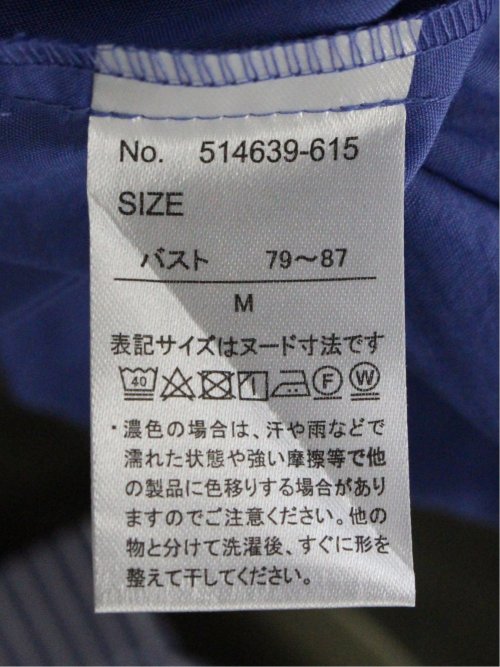 No. 514639-615
SIZE
バスト 79～87
M
表記サイズはヌード寸法です
40 F W
・濃色の場合は、汗や雨などで
濡れた状態や強い摩擦等で他
の製品に色移りする場合があり
ますのでご注意ください。他の
物と分けて洗濯後、すぐに形を
整えて干してください。